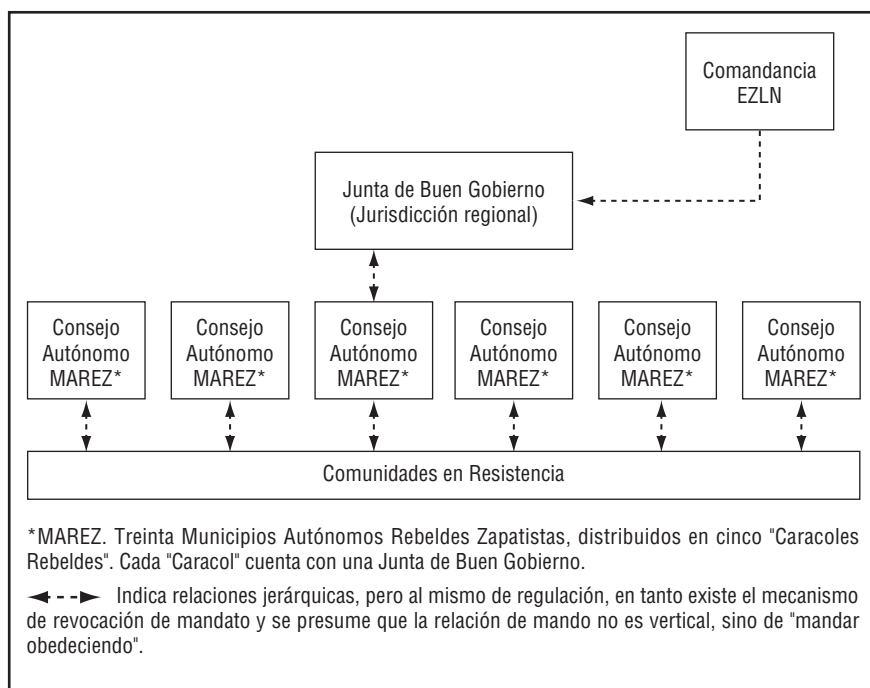 Comandancia
EZLN
Junta de Buen Gobierno
(Jurisdicción regional)
Consejo
Autónomo
MAREZ*
Consejo
Autónomo
MAREZ*
Consejo
Autónomo
MAREZ*
Consejo
Autónomo
MAREZ*
Consejo
Autónomo
MAREZ*
Consejo
Autónomo
MAREZ*
Comunidades en Resistencia
*MAREZ. Treinta Municipios Autónomos Rebeldes Zapatistas, distribuidos en cinco "Caracoles
Rebeldes". Cada "Caracol" cuenta con una Junta de Buen Gobierno.
Indica relaciones jerárquicas, pero al mismo de regulación, en tanto existe el mecanismo
de revocación de mandato y se presume que la relación de mando no es vertical, sino de "mandar
obedeciendo".